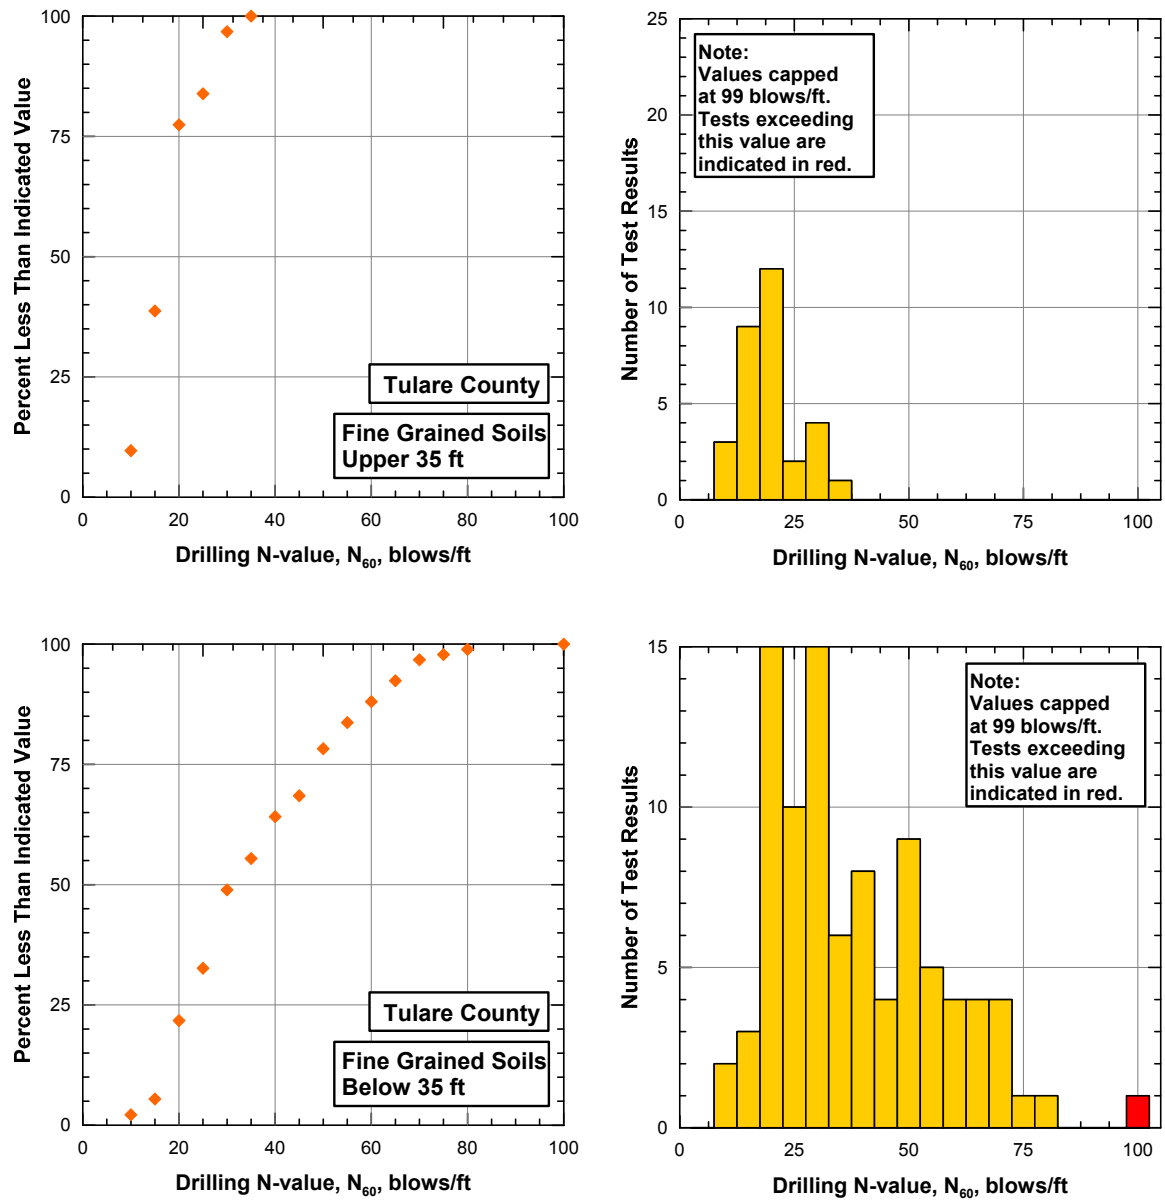 Percent Less Than Indicated Value
100
75
50
25
0
0 20 40 60 80 100
Drilling N-value, N60, blows/ft
Tulare County
Fine Grained Soils
Upper 35 ft
Number of Test Results
25
20
15
10
5
0
0 25 50 75 100
Drilling N-value, N60, blows/ft
Note:
Values capped
at 99 blows/ft.
Tests exceeding
this value are
indicated in red.
Percent Less Than Indicated Value
100
75
50
25
0
0 20 40 60 80 100
Drilling N-value, N60, blows/ft
Tulare County
Fine Grained Soils
Below 35 ft
Number of Test Results
15
10
5
0
0 25 50 75 100
Drilling N-value, N60, blows/ft
Note:
Values capped
at 99 blows/ft.
Tests exceeding
this value are
indicated in red.